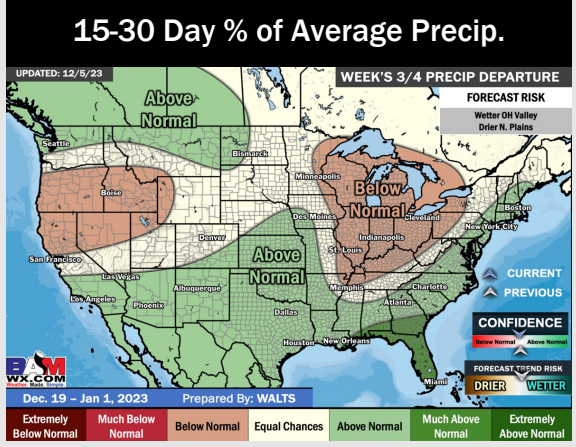 15-30 Day % of Average Precip.
UPDATED: 12/5/23
WEEK'S 3/4 PRECIP DEPARTURE
FORECAST RISK
Wetter OH Valley
Drier N. Plains
Above
Normal
Seattle
Bismarck
Minneapolis
Boise
Below
Normal
Boston
Des Moines
Cleveland
New York City
Denver
Indianapolis
Above
Normal
St. Louis
San Francisco
Las Vegas
CURRENT
Albuquerque
Memphis
Charlotte
PREVIOUS
Los Angeles
Phoenix
Atlanta
Dallas
CONFIDENCE
Below Normal
Above Normal
Houston
New Orleans
FORECAST TREND RISK
DRIER
WETTER
Miami
BAM
WX.COM
Weather. Made. Simple.
Dec. 19 – Jan 1, 2023
Prepared By: WALTS
Extremely
Below Normal
Much Below
Normal
Below Normal
Equal Chances
Above Normal
Much Above
Normal
Extremely
Above Normal